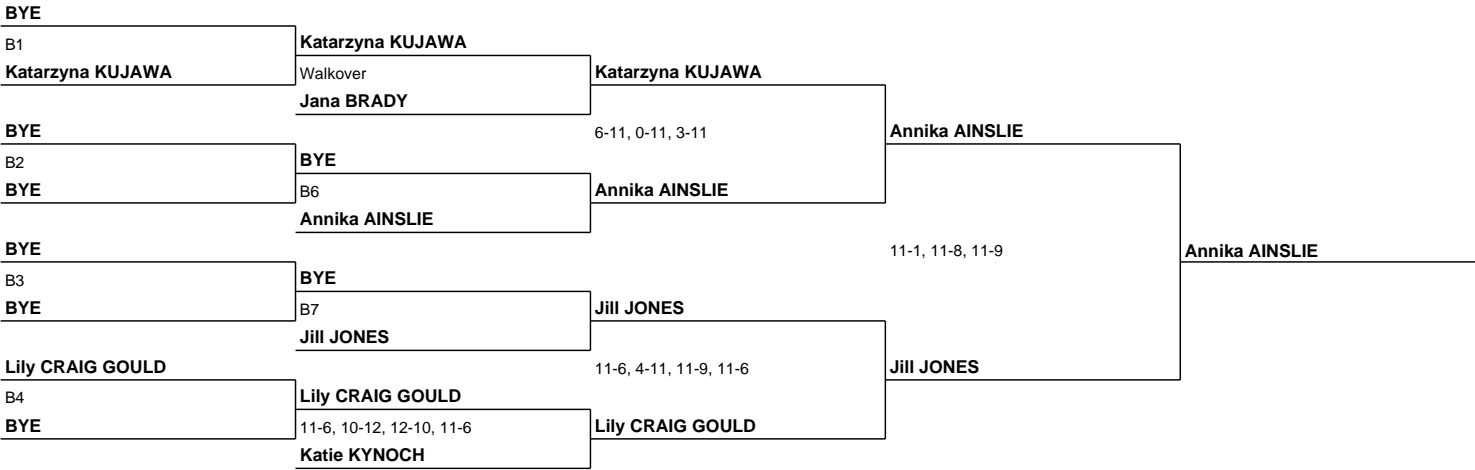 BYE
B1
Katarzyna KUJAWA
BYE
B2
BYE
BYE
B3
BYE
Lily CRAIG GOULD
B4
BYE
Katarzyna KUJAWA
Walkover
Jana BRADY
BYE
B6
Annika AINSLIE
BYE
B7
Jill JONES
Lily CRAIG GOULD
11-6, 10-12, 12-10, 11-6
Katie KYNOCH
Katarzyna KUJAWA
6-11, 0-11, 3-11
Annika AINSLIE
Jill JONES
11-6, 4-11, 11-9, 11-6
Lily CRAIG GOULD
Annika AINSLIE
11-1, 11-8, 11-9
Jill JONES
Annika AINSLIE